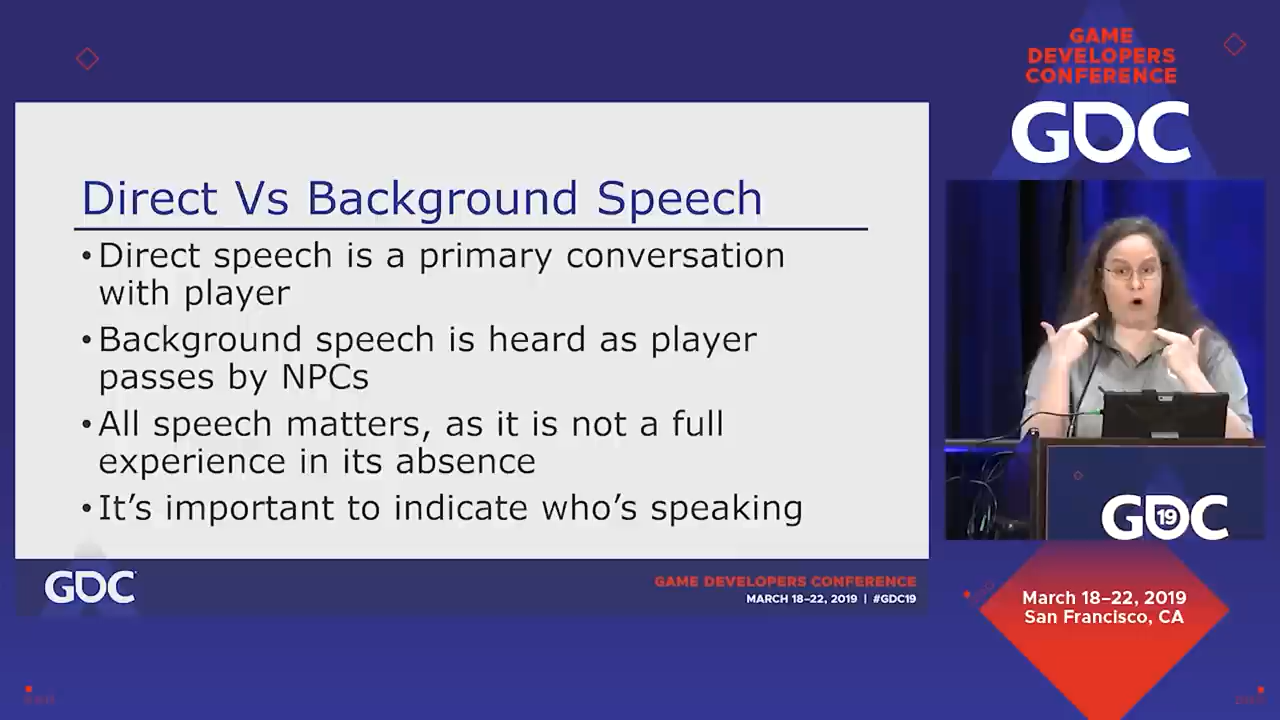 GAME
DEVELOPERS
CONFERENCE
GDC
Direct Vs Background Speech
•Direct speech is a primary conversation
with player
•Background speech is heard as player
passes by NPCs
•All speech matters, as it is not a full
experience in its absence
•It’s important to indicate who’s speaking
GDC
GAME DEVELOPERS CONFERENCE
MARCH 18–22, 2019 | #GDC19
GDC
19
March 18–22, 2019
San Francisco, CA